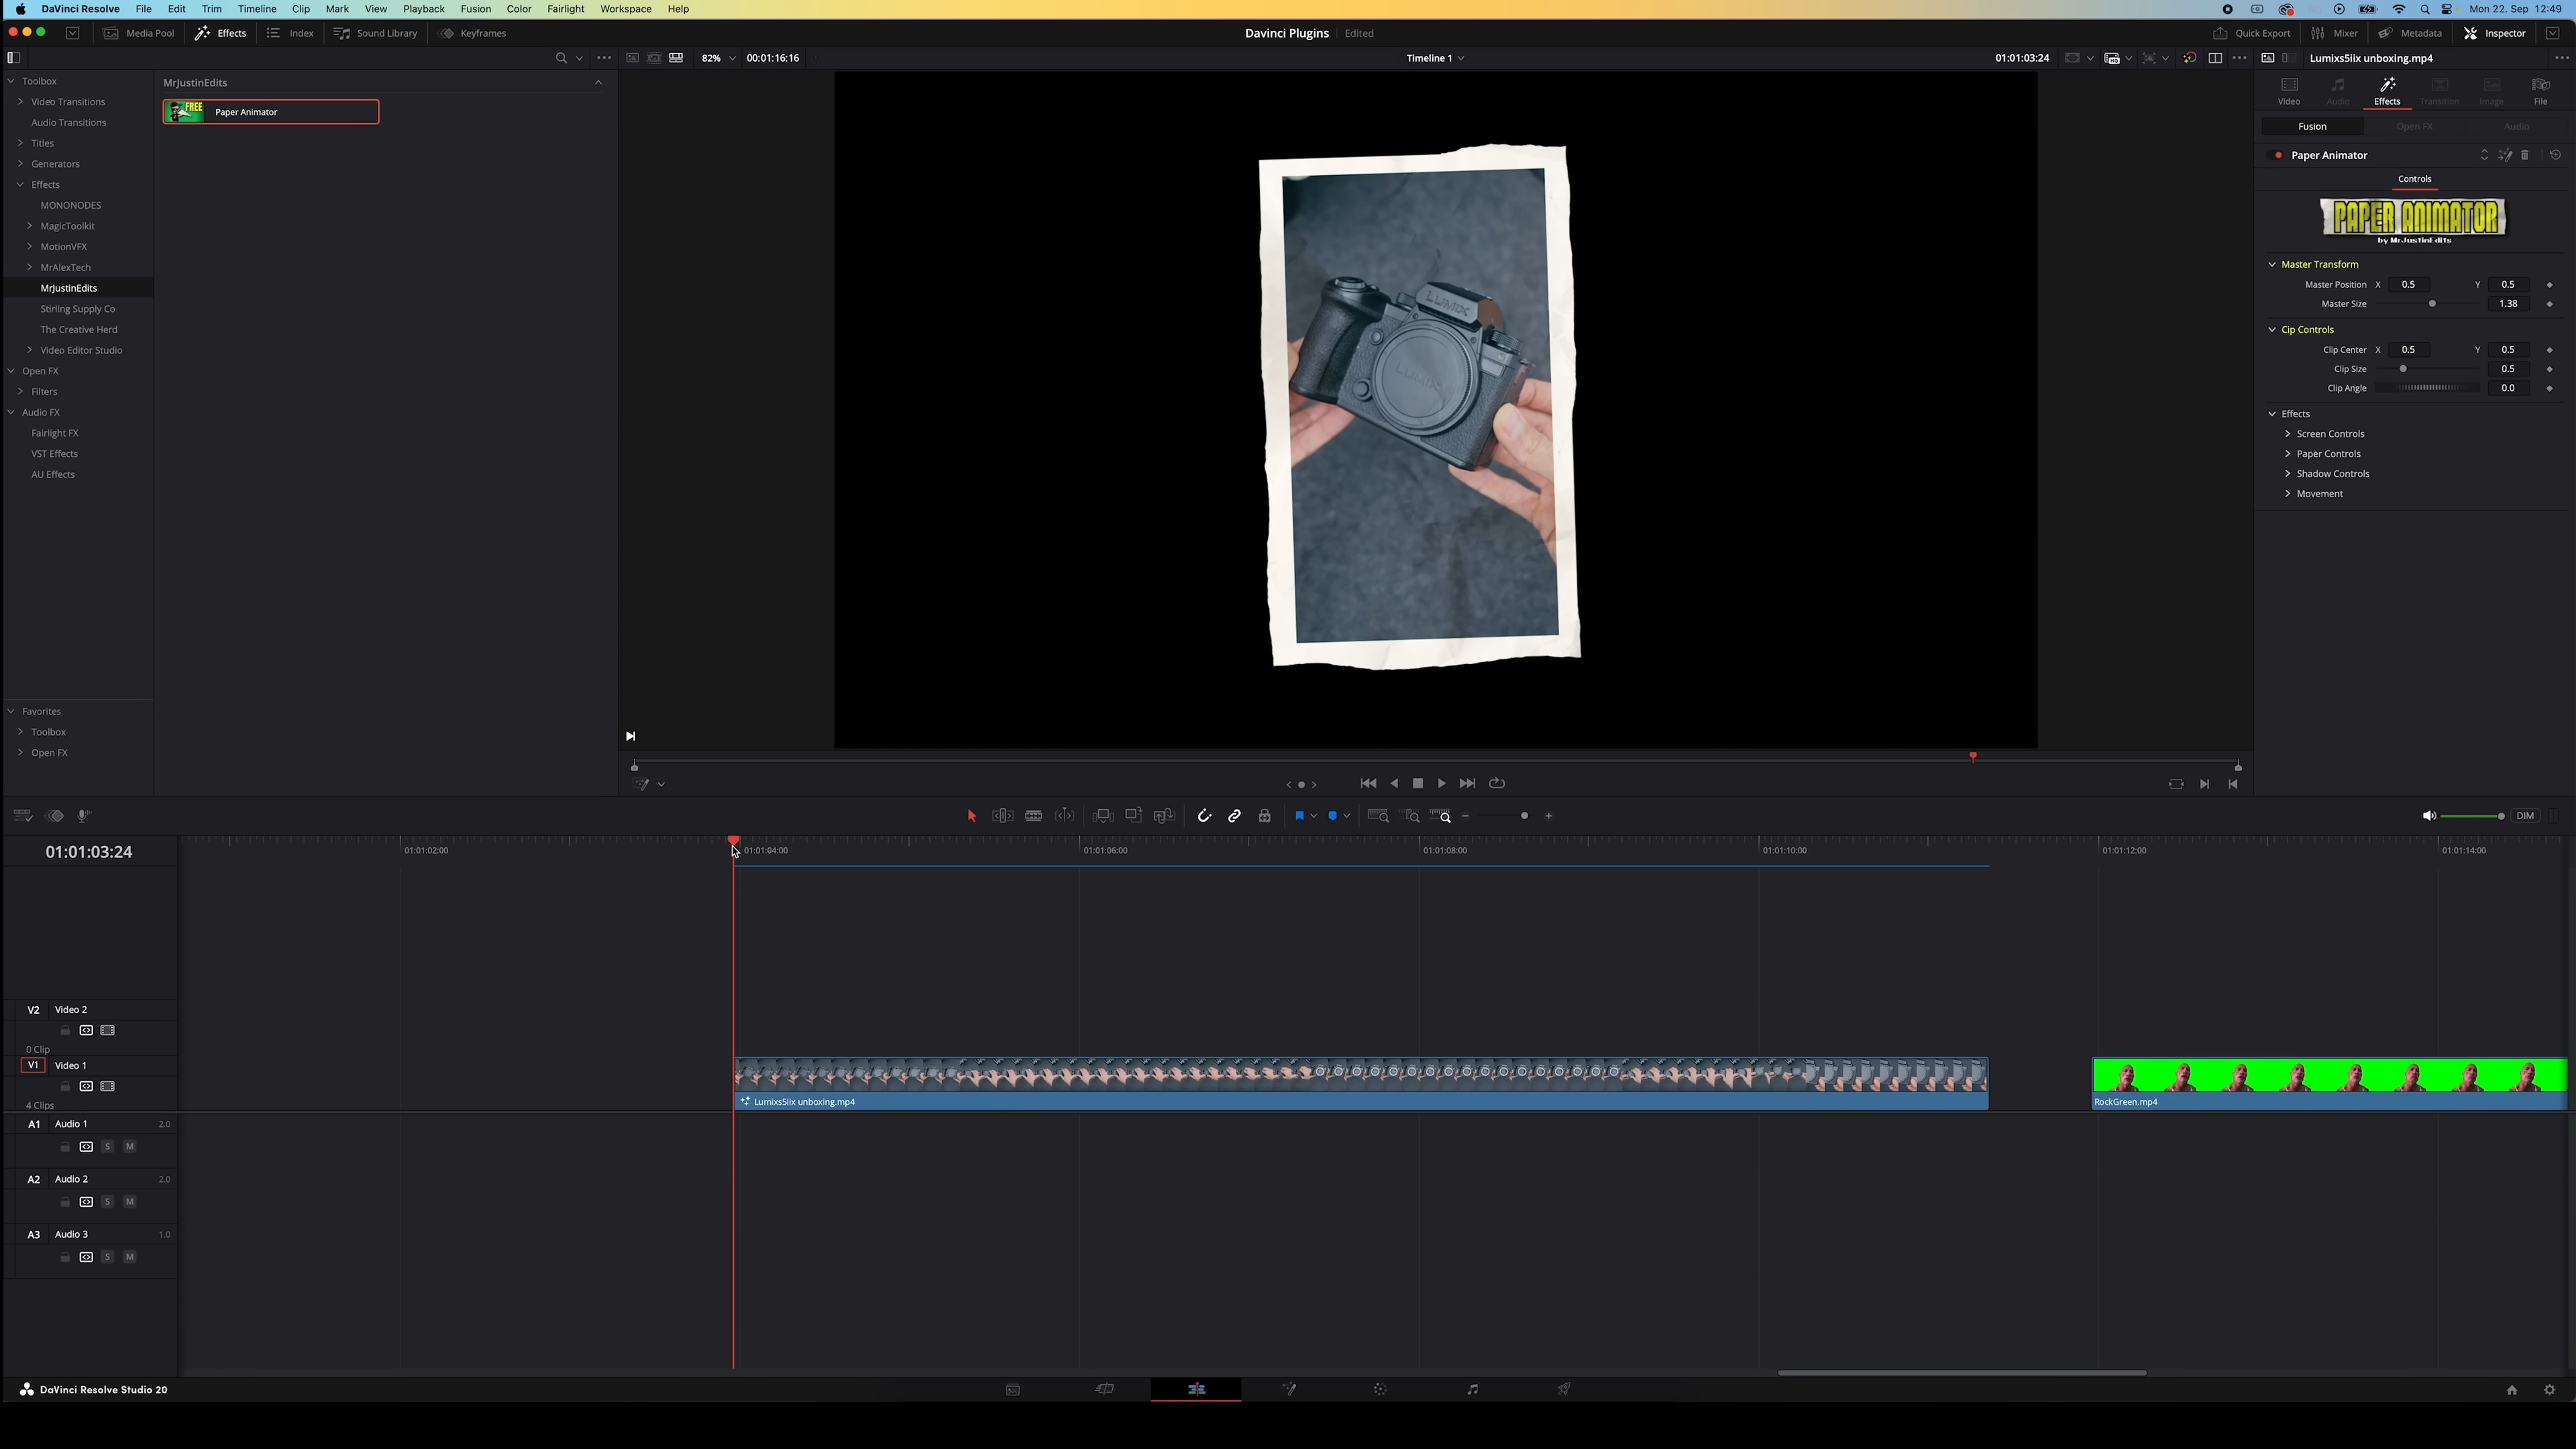 DaVinci Resolve File Edit Trim Timeline Clip Mark View Playback Fusion Color Fairlight Workspace Help Mon 22. Sep 12:49
Media Pool Effects Index Sound Library Keyframes Davinci Plugins Edited Quick Export Mixer Metadata Inspector
82% 00:01:16:16 Timeline 1 01:01:03:24 Lumixs5iix unboxing.mp4
Toolbox
Video Transitions
Audio Transitions
Titles
Generators
Effects
MONONODES
MagicToolkit
MotionVFX
MrAlexTech
MrJustinEdits
Stirling Supply Co
The Creative Herd
Video Editor Studio
Open FX
Filters
Audio FX
Fairlight FX
VST Effects
AU Effects
Favorites
Toolbox
Open FX
MrJustinEdits
FREE Paper Animator
LUMIX
LUMIX
Video Audio Effects Transition Image File
Fusion Open FX Audio
Paper Animator
Controls
PAPER ANIMATOR
by MrJustinEdits
Master Transform
Master Position X 0.5 Y 0.5
Master Size 1.38
Clip Controls
Clip Center X 0.5 Y 0.5
Clip Size 0.5
Clip Angle 0.0
Effects
Screen Controls
Paper Controls
Shadow Controls
Movement
DIM
01:01:03:24 01:01:02:00 01:01:04:00 01:01:06:00 01:01:08:00 01:01:10:00 01:01:12:00 01:01:14:00
V2 Video 2
0 Clip
V1 Video 1
4 Clips
Lumixs5iix unboxing.mp4 RockGreen.mp4
A1 Audio 1 2.0
S M
A2 Audio 2 2.0
S M
A3 Audio 3 1.0
S M
DaVinci Resolve Studio 20